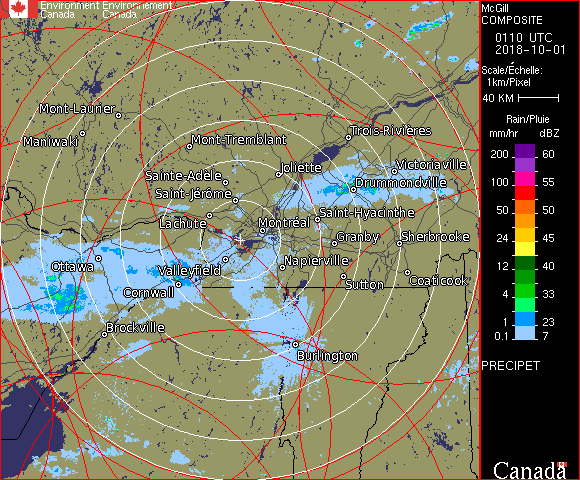 Environment Environnement
Canada Canada
McGill
COMPOSITE
0110 UTC
2018-10-01
Scale/Échelle:
1km/Pixel
40 KM
Rain/Pluie
mm/hr dBZ
200 60
100 55
50 50
24 45
12 40
4 33
1 23
0.1 7
PRECIPET
Canada
Mont-Laurier
Maniwaki
Mont-Tremblant
Trois-Rivières
Joliette
Victoriaville
Sainte-Adèle
Drummondville
Saint-Jérôme
Saint-Hyacinthe
Lachute
Montréal
Granby
Sherbrooke
Ottawa
Valleyfield
Napierville
Sutton
Coaticook
Cornwall
Brockville
Burlington